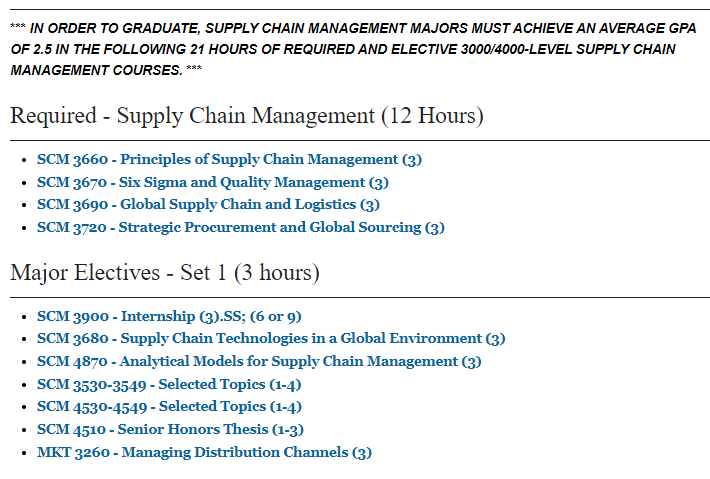 *** IN ORDER TO GRADUATE, SUPPLY CHAIN MANAGEMENT MAJORS MUST ACHIEVE AN AVERAGE GPA
OF 2.5 IN THE FOLLOWING 21 HOURS OF REQUIRED AND ELECTIVE 3000/4000-LEVEL SUPPLY CHAIN
MANAGEMENT COURSES. ***
Required - Supply Chain Management (12 Hours)
• SCM 3660 - Principles of Supply Chain Management (3)
• SCM 3670 - Six Sigma and Quality Management (3)
• SCM 3690 - Global Supply Chain and Logistics (3)
• SCM 3720 - Strategic Procurement and Global Sourcing (3)
Major Electives - Set 1 (3 hours)
• SCM 3900 - Internship (3).SS; (6 or 9)
• SCM 3680 - Supply Chain Technologies in a Global Environment (3)
• SCM 4870 - Analytical Models for Supply Chain Management (3)
• SCM 3530-3549 - Selected Topics (1-4)
• SCM 4530-4549 - Selected Topics (1-4)
• SCM 4510 - Senior Honors Thesis (1-3)
• MKT 3260 - Managing Distribution Channels (3)